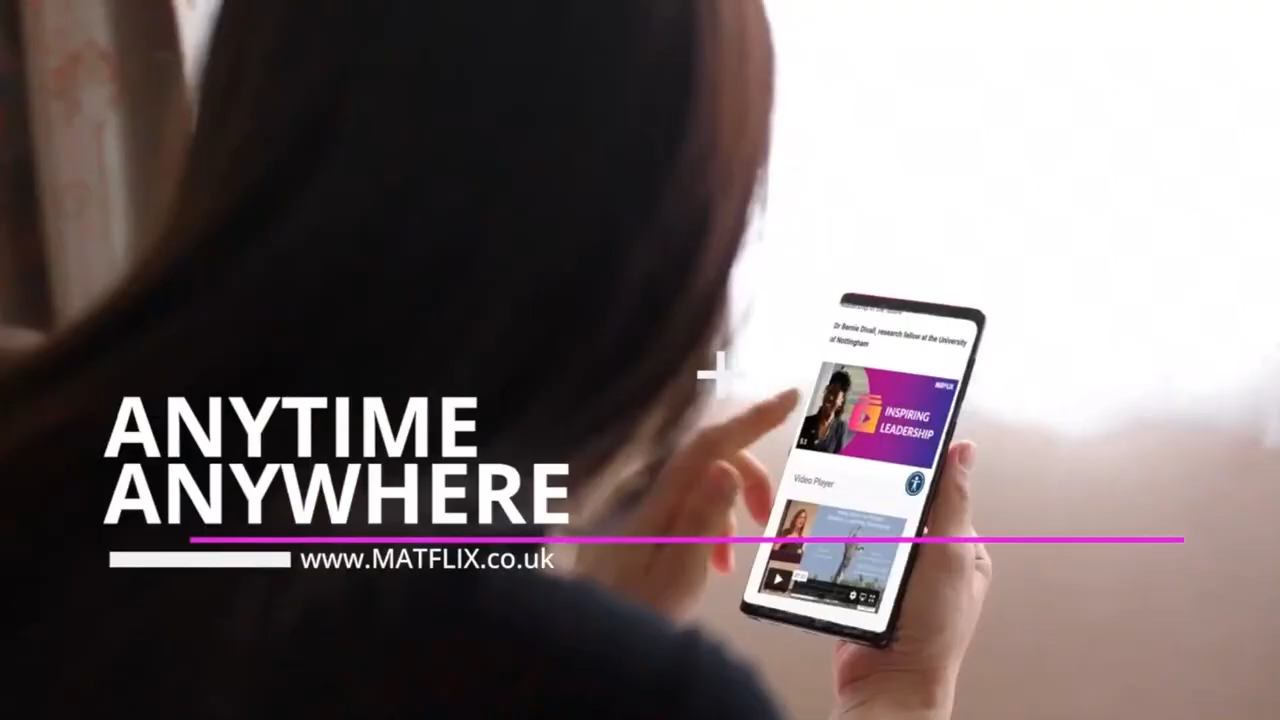 ANYTIME
ANYWHERE
www.MATFLIX.co.uk
Dr Bernie Divall, research fellow at the University
of Nottingham
MATFLIX
INSPIRING
LEADERSHIP
Video Player